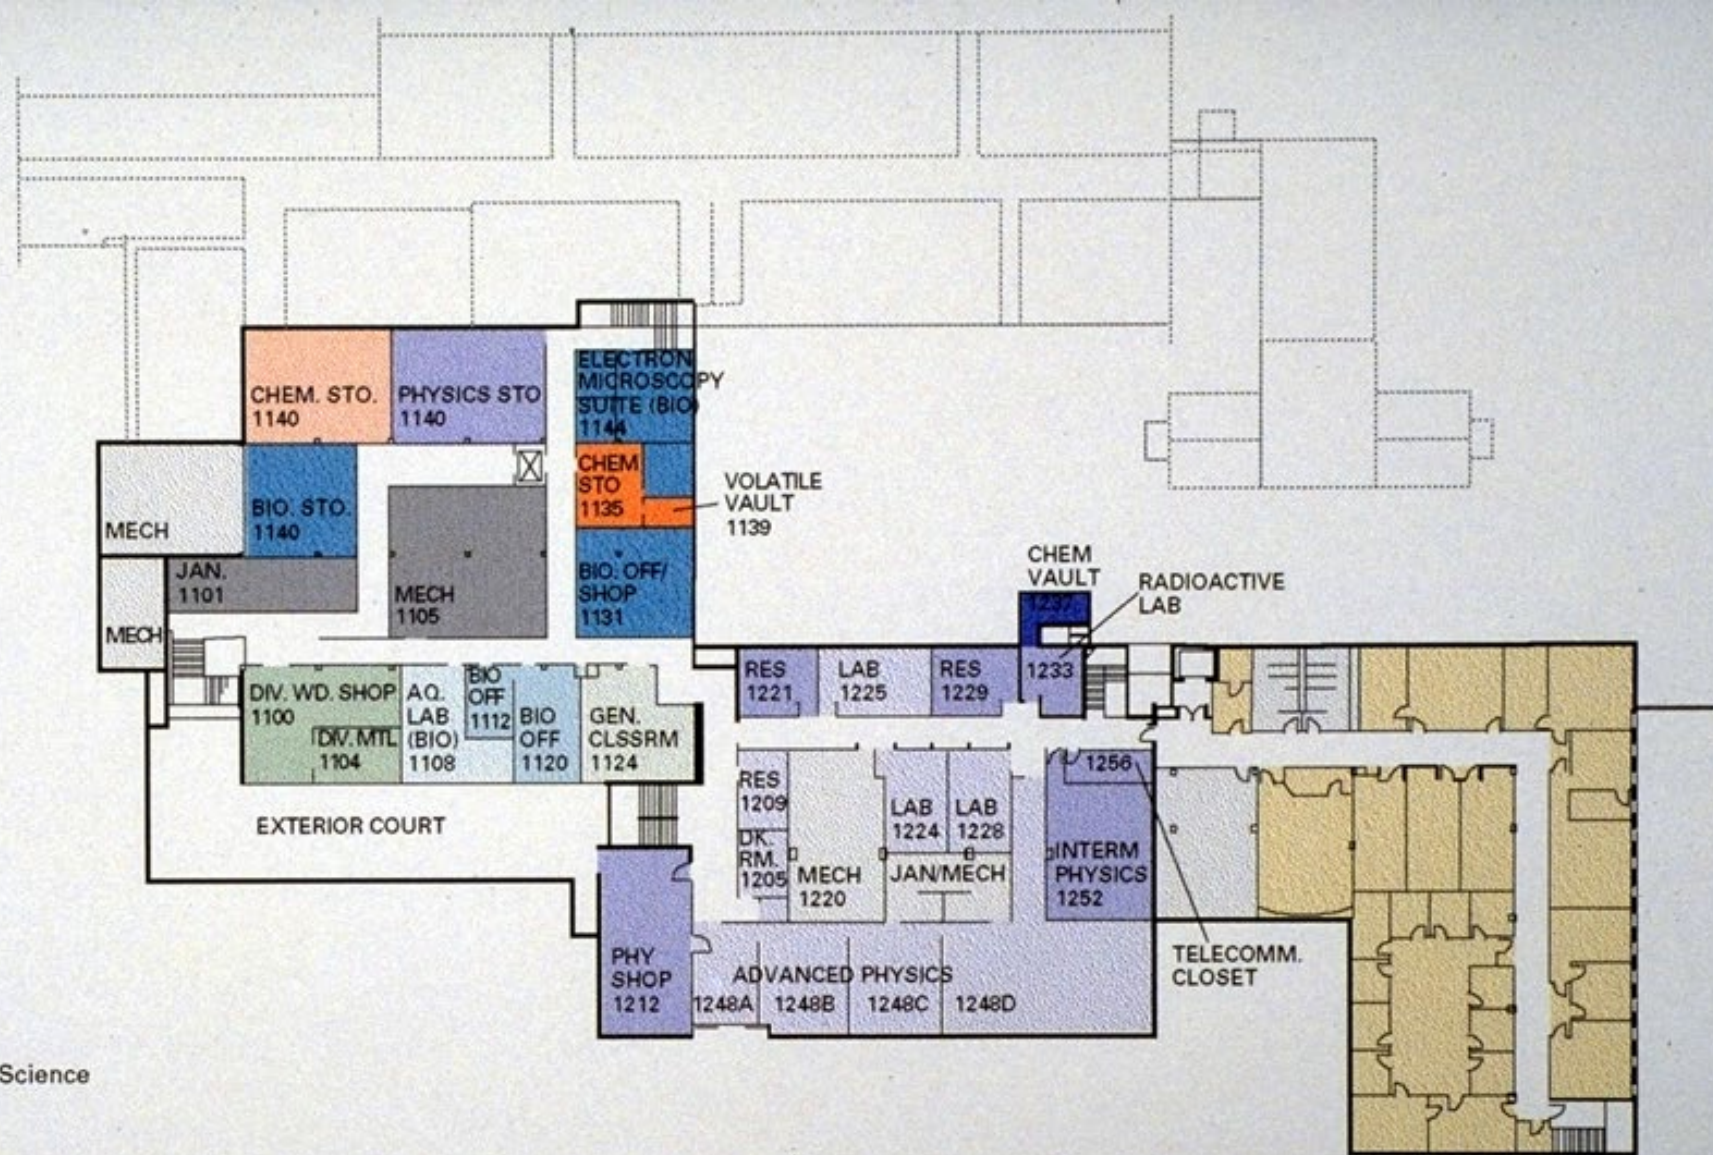 CHEM. STO.
1140
PHYSICS STO
1140
ELECTRON
MICROSCOPY
SUITE (BIO)
1144
MECH
BIO. STO.
1140
CHEM
STO
1135
VOLATILE
VAULT
1139
JAN.
1101
MECH
1105
BIO. OFF/
SHOP
1131
MECH
CHEM
VAULT
1237
RADIOACTIVE
LAB
DIV. WD. SHOP
1100
DIV. MTL
1104
AQ.
LAB
(BIO)
1108
BIO
OFF
1112
BIO
OFF
1120
GEN.
CLSSRM
1124
RES
1221
LAB
1225
RES
1229
1233
EXTERIOR COURT
RES
1209
DK.
RM.
1205
MECH
1220
LAB
1224
LAB
1228
JAN/MECH
1256
INTERM
PHYSICS
1252
PHY
SHOP
1212
ADVANCED PHYSICS
1248A 1248B 1248C 1248D
TELECOMM.
CLOSET
Science